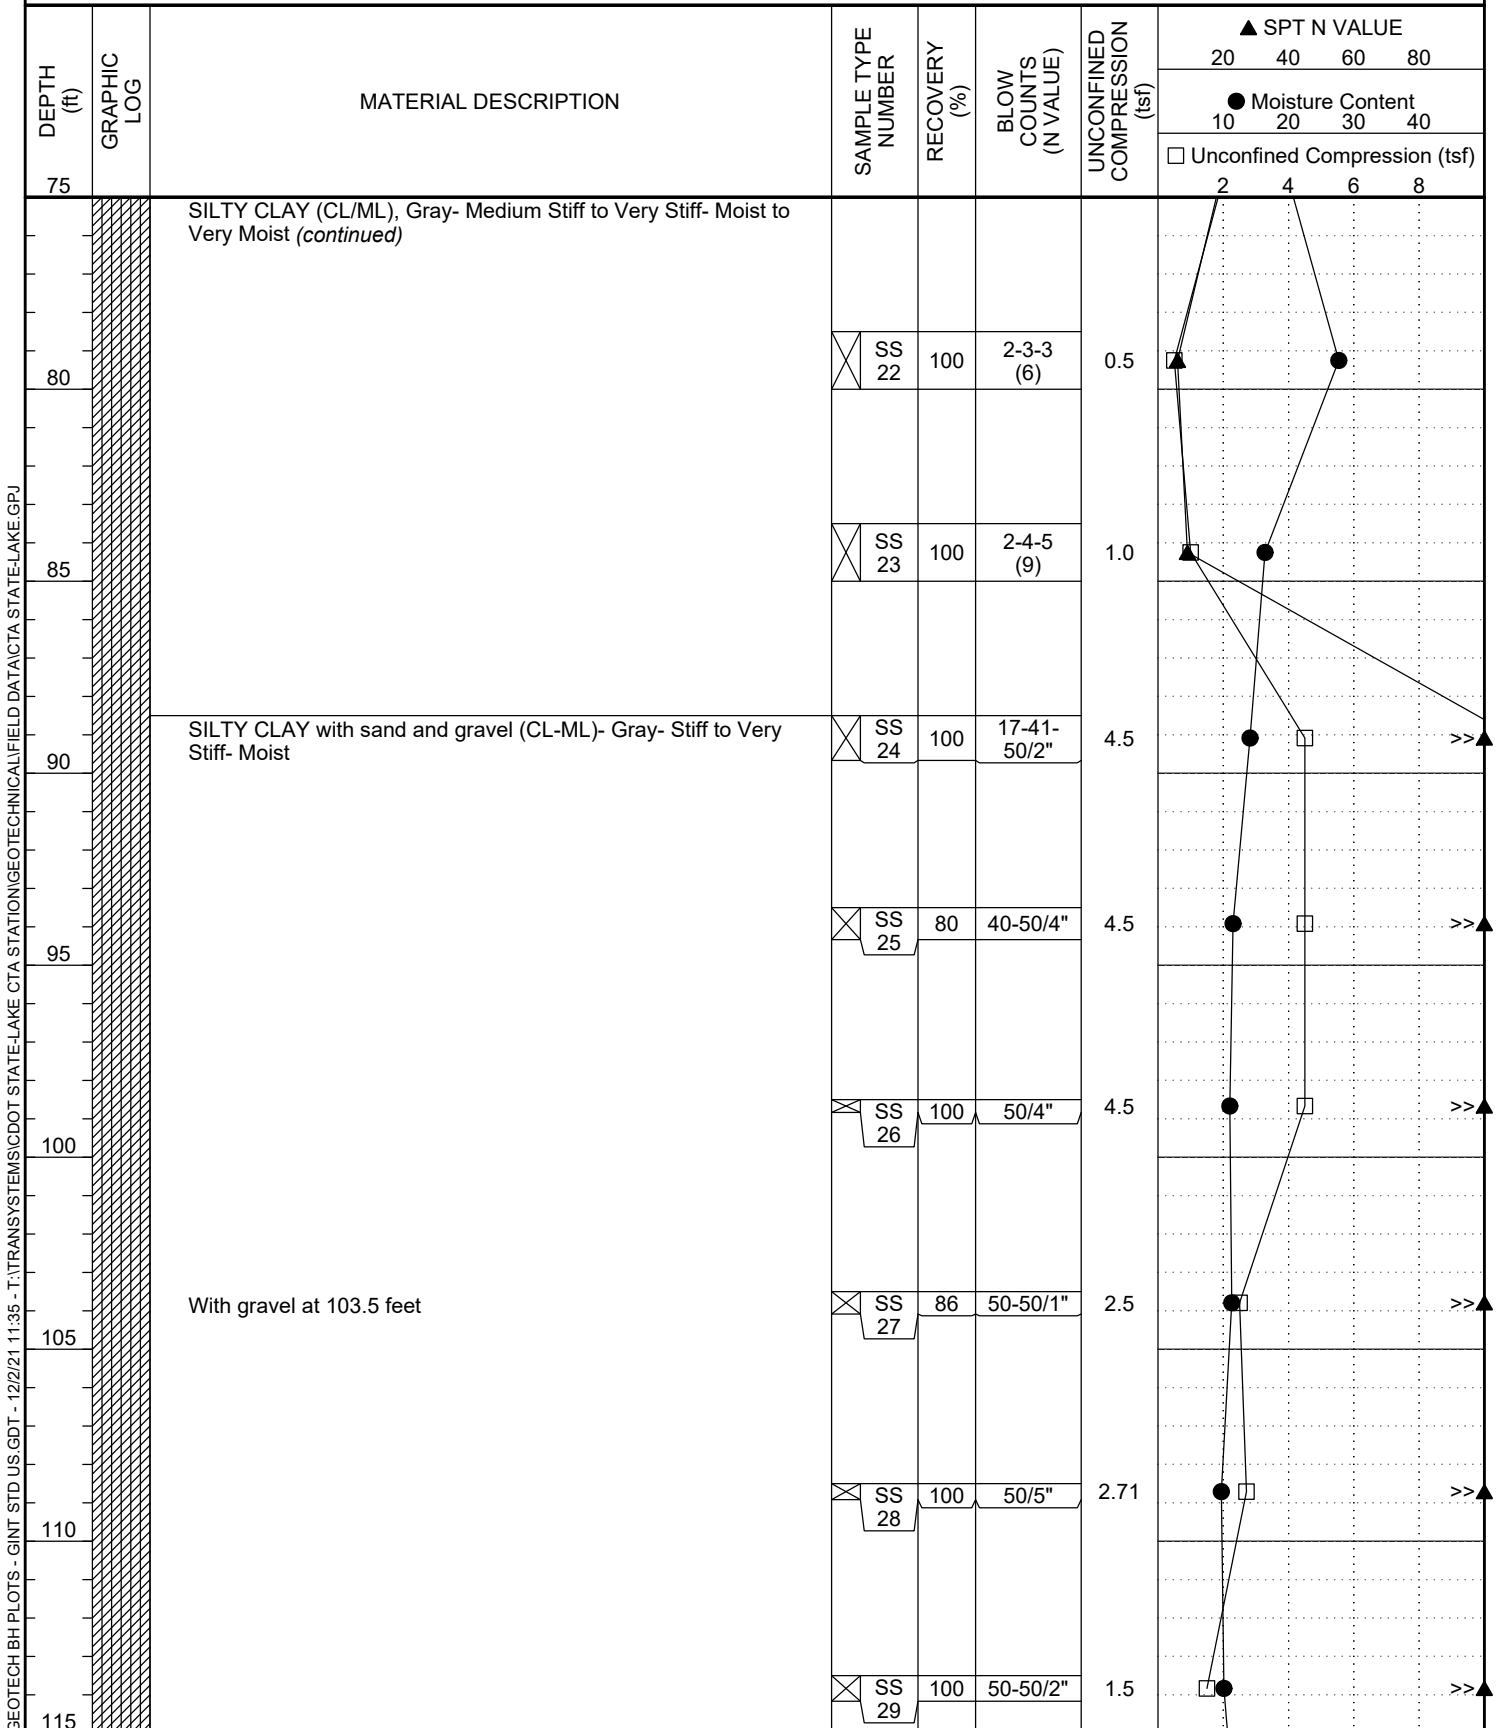 DEPTH
(ft)
GRAPHIC
LOG
MATERIAL DESCRIPTION
SAMPLE TYPE
NUMBER
RECOVERY
(%)
BLOW
COUNTS
(N VALUE)
UNCONFINED
COMPRESSION
(tsf)
▲ SPT N VALUE
20 40 60 80
● Moisture Content
10 20 30 40
□ Unconfined Compression (tsf)
2 4 6 8
75
SILTY CLAY (CL/ML), Gray- Medium Stiff to Very Stiff- Moist to
Very Moist (continued)
SS
22
100
2-3-3
(6)
0.5
80
SS
23
100
2-4-5
(9)
1.0
85
SILTY CLAY with sand and gravel (CL-ML)- Gray- Stiff to Very
Stiff- Moist
SS
24
100
17-41-
50/2"
4.5
>>▲
90
SS
25
80
40-50/4"
4.5
>>▲
95
SS
26
100
50/4"
4.5
>>▲
100
With gravel at 103.5 feet
SS
27
86
50-50/1"
2.5
>>▲
105
SS
28
100
50/5"
2.71
>>▲
110
SS
29
100
50-50/2"
1.5
>>▲
115
GEOTECH BH PLOTS - GINT STD US.GDT - 12/2/21 11:35 - T:\TRANSYSTEMS\CDOT STATE-LAKE CTA STATION\GEOTECHNICAL\FIELD DATA\CTA STATE-LAKE.GPJ